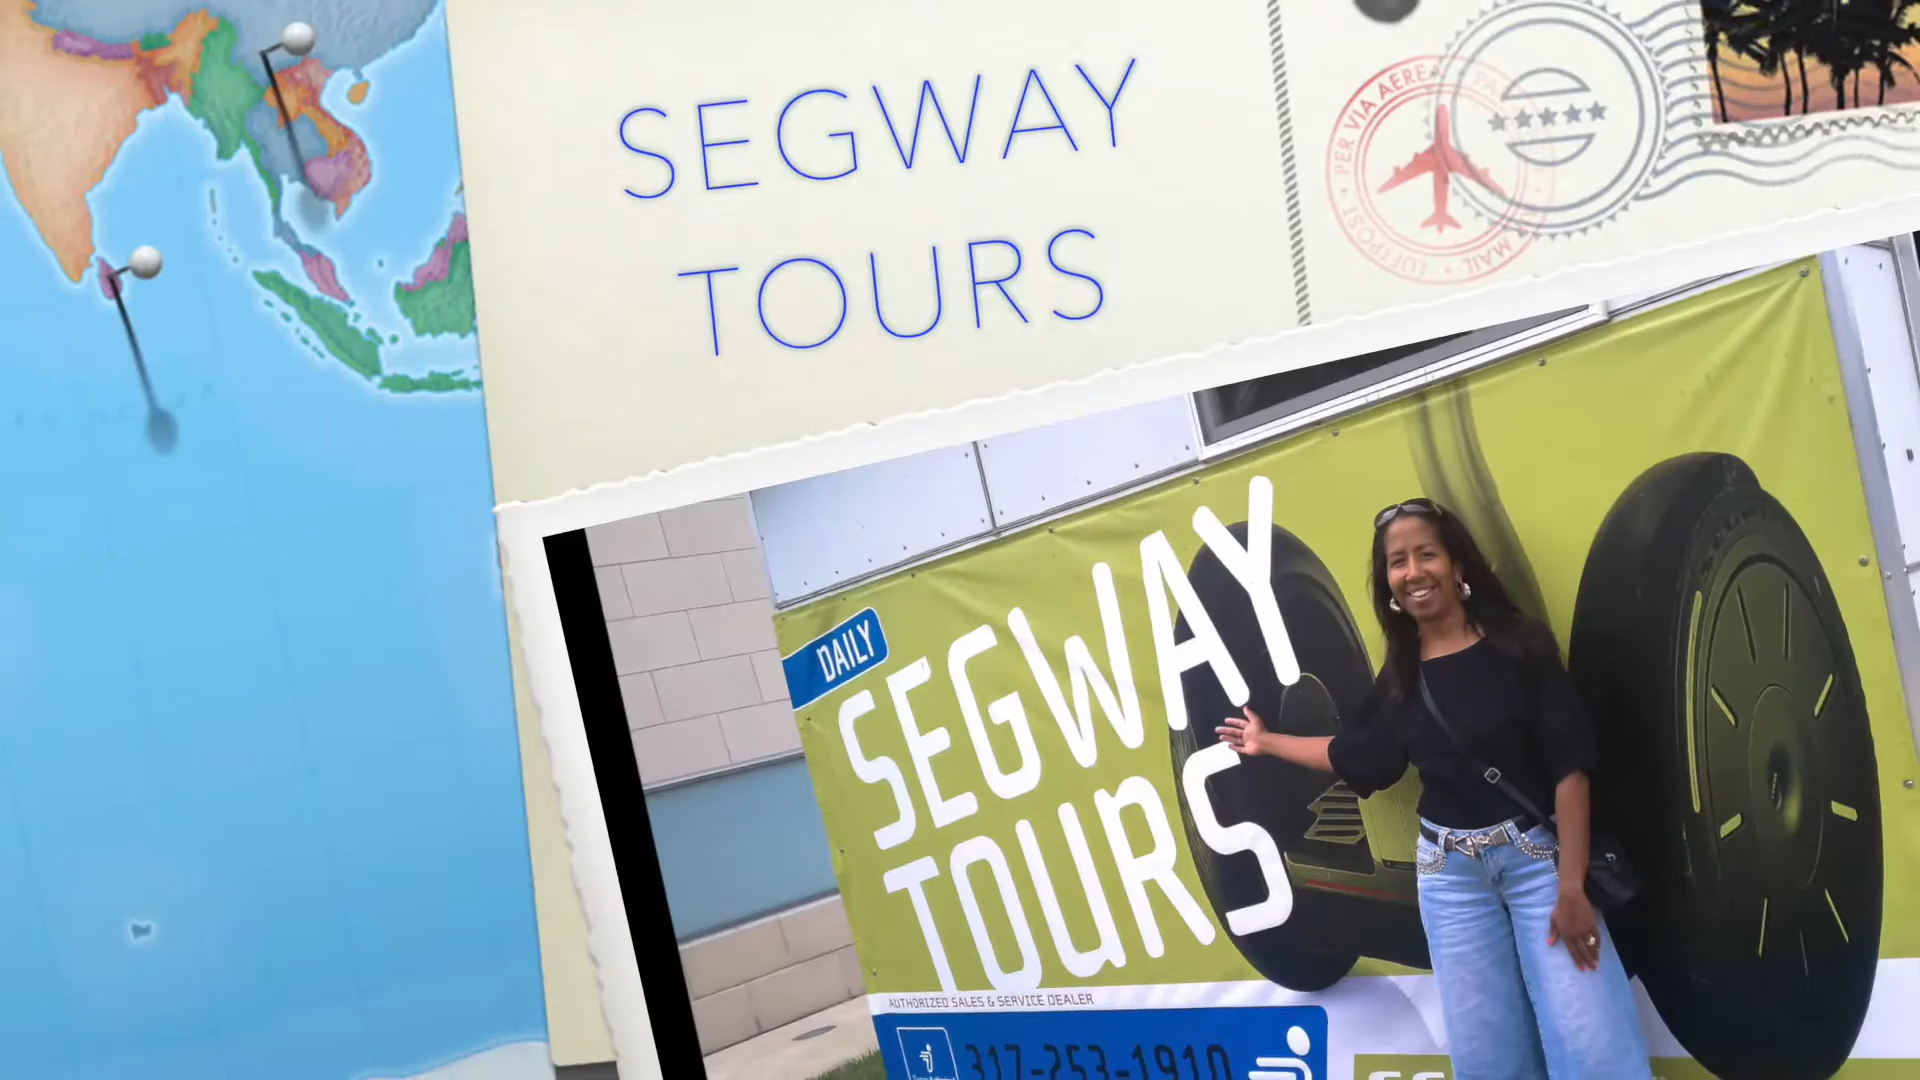 SEGWAY
TOURS
PER VIA AEREA
LUFTPOST
MAIL
DAILY
SEGWAY
TOURS
AUTHORIZED SALES & SERVICE DEALER
317-253-1910